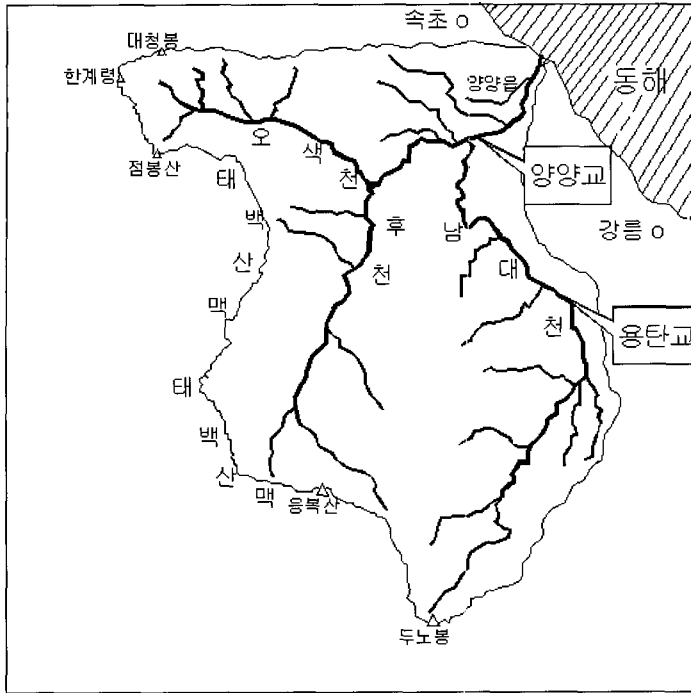 속초
대청봉
한계령
동해
양양읍
오색천
양양교
점봉산
태백산맥
후천
남대천
강릉
용탄교
태백산맥
응복산
두노봉